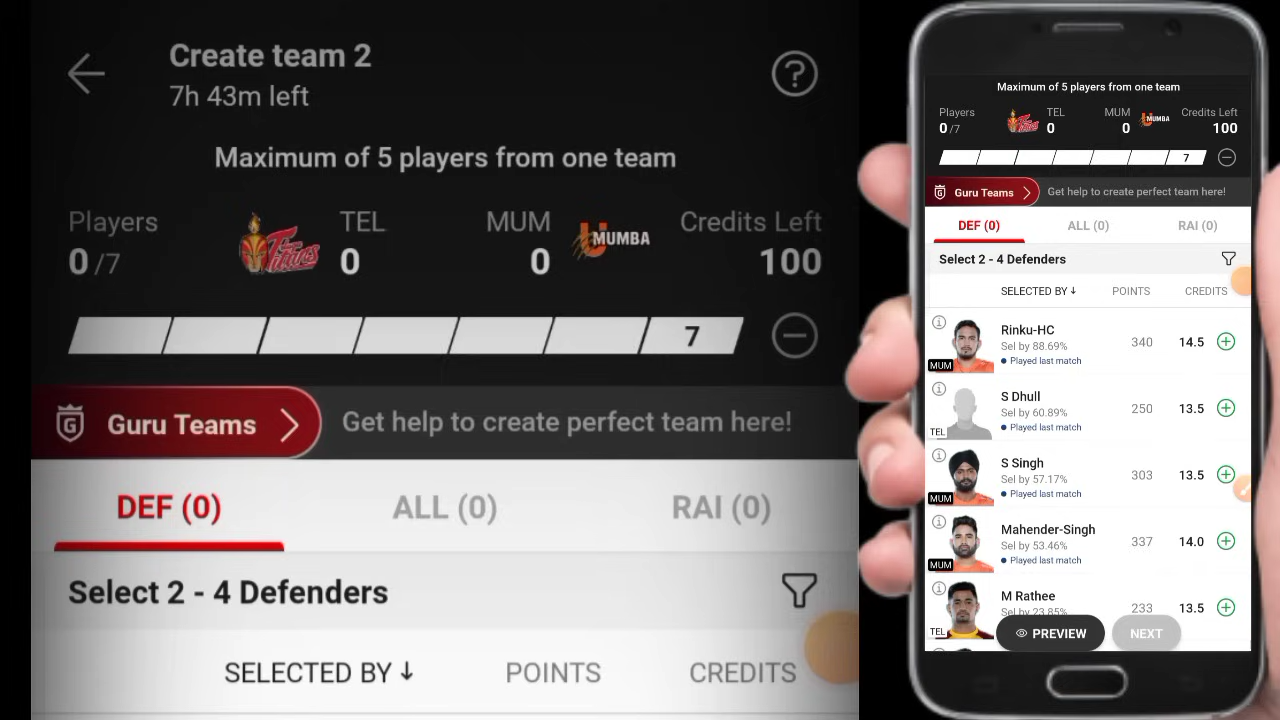 Create team 2
7h 43m left
?
Maximum of 5 players from one team
Players TEL MUM MUMBA Credits Left
0/7 0 0 100
7
G Guru Teams Get help to create perfect team here!
DEF (0) ALL (0) RAI (0)
Select 2 - 4 Defenders
SELECTED BY ↓ POINTS CREDITS
Maximum of 5 players from one team
Players TEL MUM MUMBA Credits Left
0/7 0 0 100
7
G Guru Teams Get help to create perfect team here!
DEF (0) ALL (0) RAI (0)
Select 2 - 4 Defenders
SELECTED BY ↓ POINTS CREDITS
Rinku-HC
Sel by 88.69% 340 14.5
MUM Played last match
S Dhull
Sel by 60.89% 250 13.5
TEL Played last match
S Singh
Sel by 57.17% 303 13.5
MUM Played last match
Mahender-Singh
Sel by 53.46% 337 14.0
MUM Played last match
M Rathee
Sel by 23.85% 233 13.5
TEL
PREVIEW NEXT